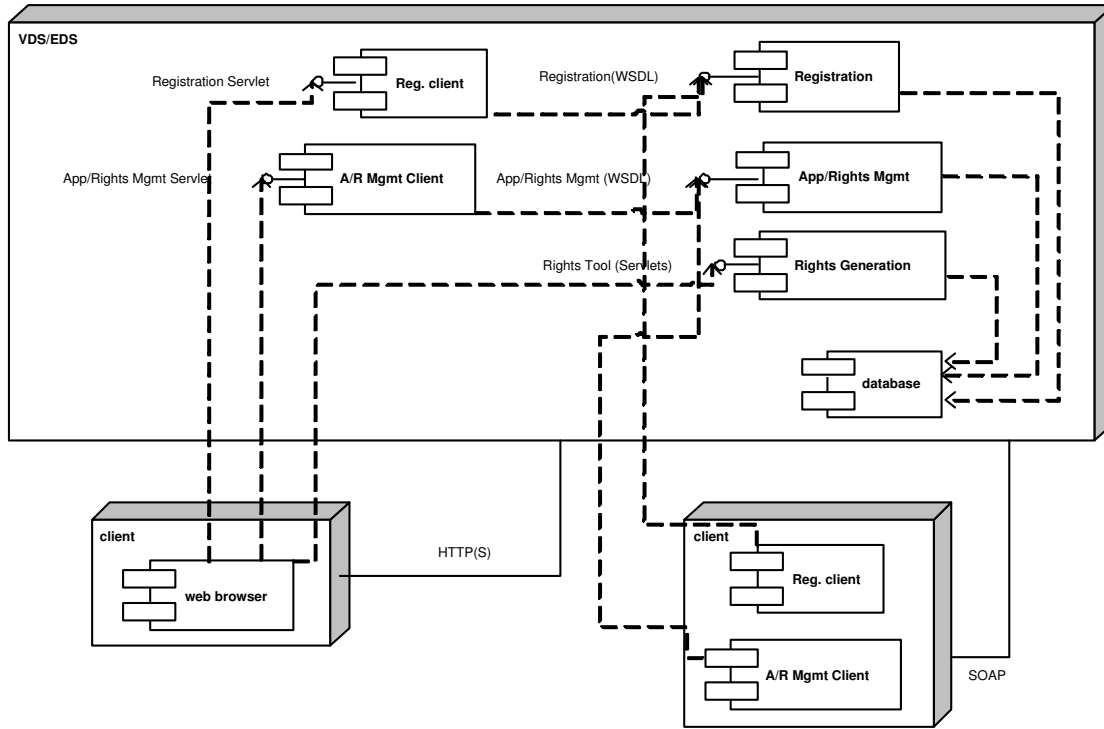 VDS/EDS
Registration Servlet
Reg. client
Registration(WSDL)
Registration
App/Rights Mgmt Servlet
A/R Mgmt Client
App/Rights Mgmt (WSDL)
App/Rights Mgmt
Rights Tool (Servlets)
Rights Generation
database
client
web browser
HTTP(S)
client
Reg. client
A/R Mgmt Client
SOAP